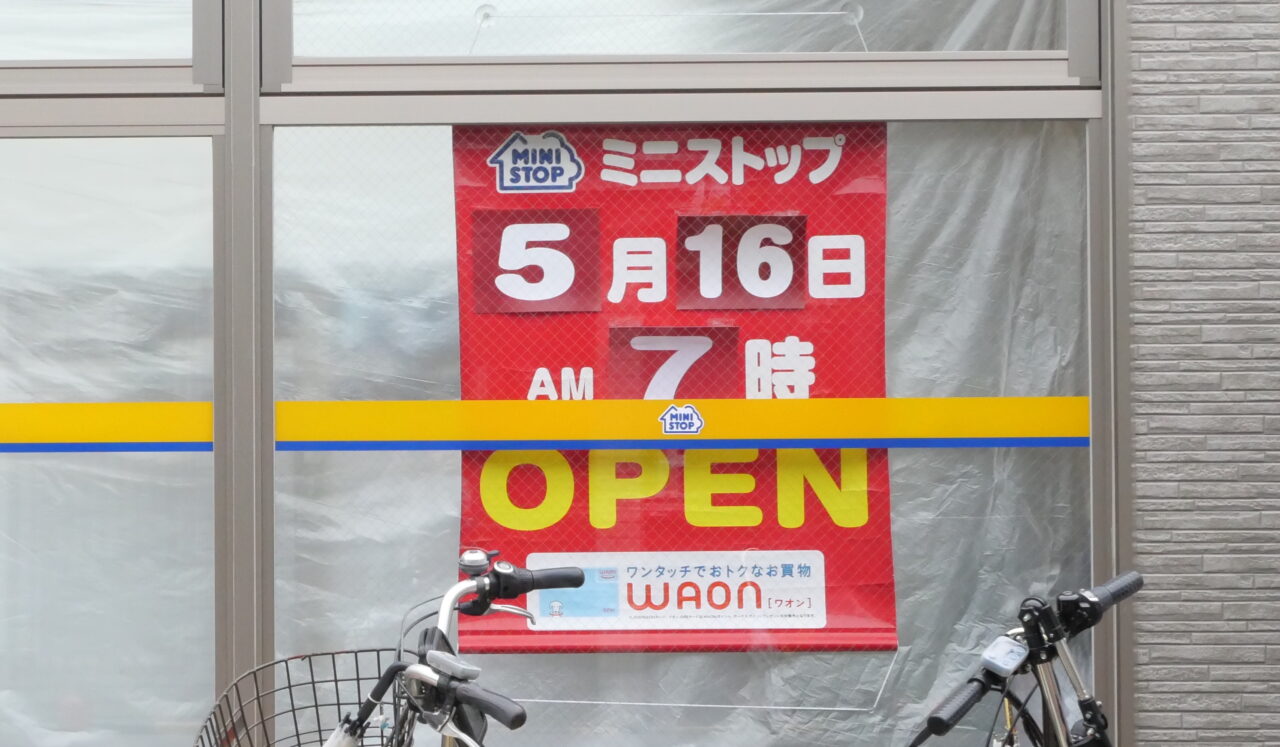 MINI STOP ミニストップ
5月16日
AM 7時
MINI STOP
OPEN
ワンタッチでおトクなお買物
WAON [ワオン]